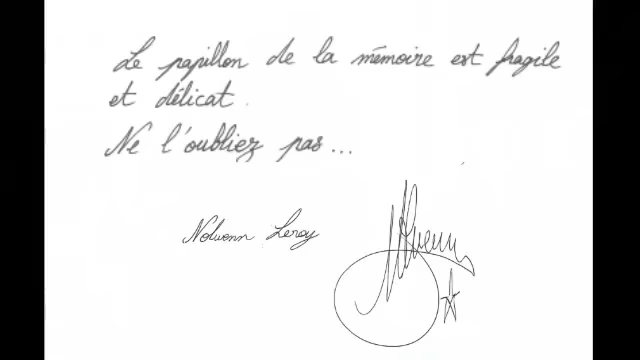 Le papillon de la mémoire est fragile
et délicat.
Ne l'oubliez pas...
Nolwenn Leroy